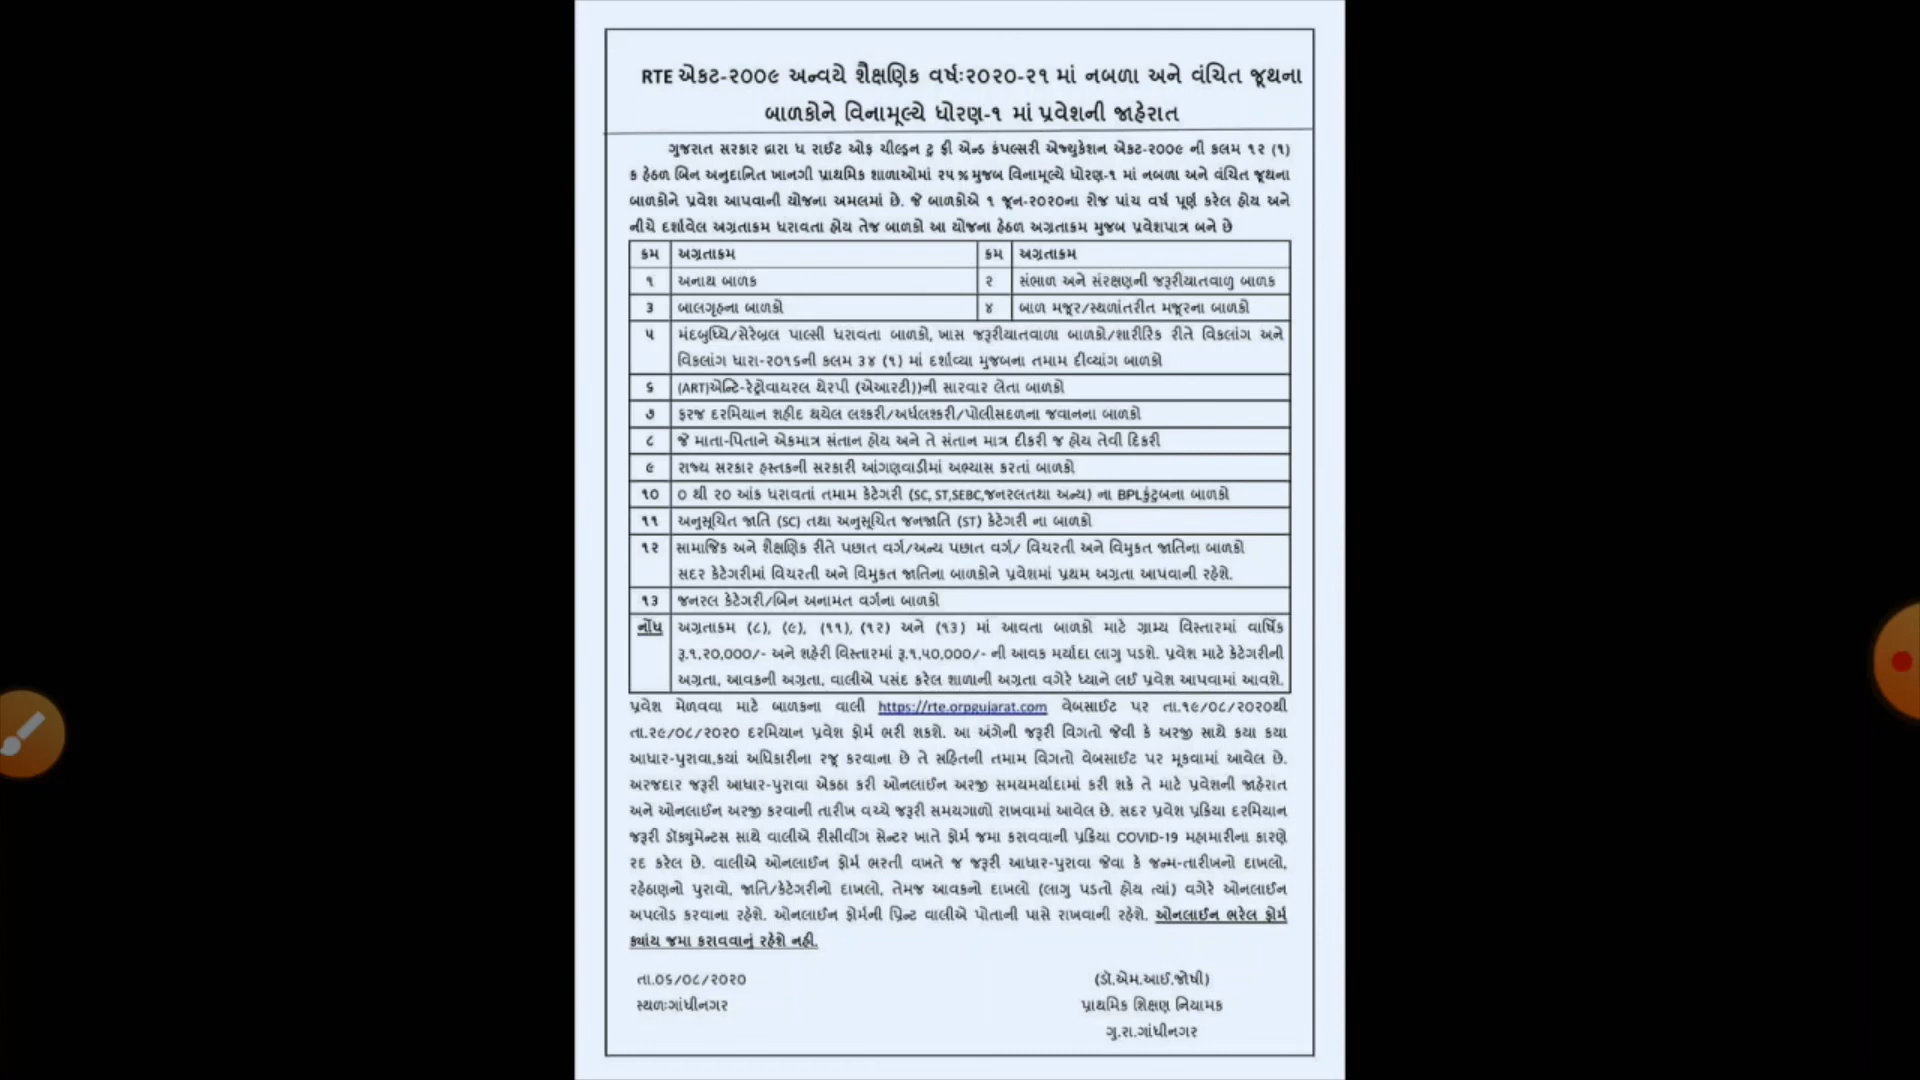 RTE એકટ-૨૦૦૯ અન્વયે શૈક્ષણિક વર્ષઃ૨૦૨૦-૨૧ માં નબળા અને વંચિત જૂથના
બાળકોને વિનામૂલ્યે ધોરણ-૧ માં પ્રવેશની જાહેરાત
ગુજરાત સરકાર દ્વારા ધ રાઈટ ઓફ ચીલ્ડ્રન ટુ ફ્રી એન્ડ કંપલ્સરી એજ્યુકેશન એકટ-૨૦૦૯ ની કલમ ૧૨ (૧)
ક હેઠળ બિન અનુદાનિત ખાનગી પ્રાથમિક શાળાઓમાં ૨૫ % મુજબ વિનામૂલ્યે ધોરણ-૧ માં નબળા અને વંચિત જૂથના
બાળકોને પ્રવેશ આપવાની યોજના અમલમાં છે. જે બાળકોએ ૧ જૂન-૨૦૨૦ના રોજ પાંચ વર્ષ પૂર્ણ કરેલ હોય અને
નીચે દર્શાવેલ અગ્રતાક્રમ ધરાવતા હોય તેજ બાળકો આ યોજના હેઠળ અગ્રતાક્રમ મુજબ પ્રવેશપાત્ર બને છે
ક્રમ અગ્રતાક્રમ ક્રમ અગ્રતાક્રમ
૧ અનાથ બાળક ૨ સંભાળ અને સંરક્ષણની જરૂરીયાતવાળુ બાળક
૩ બાલગૃહના બાળકો ૪ બાળ મજૂર/સ્થળાંતરીત મજૂરના બાળકો
૫ મંદબુધ્ધિ/સેરેબ્રલ પાલ્સી ધરાવતા બાળકો, ખાસ જરૂરીયાતવાળા બાળકો/શારીરિક રીતે વિકલાંગ અને
વિકલાંગ ધારા-૨૦૧૬ની કલમ ૩૪ (૧) માં દર્શાવ્યા મુજબના તમામ દીવ્યાંગ બાળકો
૬ (ART)એન્ટિ-રેટ્રોવાયરલ થેરપી (એઆરટી))ની સારવાર લેતા બાળકો
૭ ફરજ દરમિયાન શહીદ થયેલ લશ્કરી/અર્ધલશ્કરી/પોલીસદળના જવાનના બાળકો
૮ જે માતા-પિતાને એકમાત્ર સંતાન હોય અને તે સંતાન માત્ર દીકરી જ હોય તેવી દિકરી
૯ રાજ્ય સરકાર હસ્તકની સરકારી આંગણવાડીમાં અભ્યાસ કરતાં બાળકો
૧૦ ૦ થી ૨૦ આંક ધરાવતાં તમામ કેટેગરી (SC, ST,SEBC,જનરલતથા અન્ય) ના BPLકુંટુબના બાળકો
૧૧ અનુસૂચિત જાતિ (SC) તથા અનુસૂચિત જનજાતિ (ST) કેટેગરી ના બાળકો
૧૨ સામાજિક અને શૈક્ષણિક રીતે પછાત વર્ગ/અન્ય પછાત વર્ગ/ વિચરતી અને વિમુક્ત જાતિના બાળકો
સદર કેટેગરીમાં વિચરતી અને વિમુકત જાતિના બાળકોને પ્રવેશમાં પ્રથમ અગ્રતા આપવાની રહેશે.
૧૩ જનરલ કેટેગરી/બિન અનામત વર્ગના બાળકો
નોંધ અગ્રતાક્રમ (૮), (૯), (૧૧), (૧૨) અને (૧૩) માં આવતા બાળકો માટે ગ્રામ્ય વિસ્તારમાં વાર્ષિક
રૂ.૧,૨૦,૦૦૦/- અને શહેરી વિસ્તારમાં રૂ.૧,૫૦,૦૦૦/- ની આવક મર્યાદા લાગુ પડશે. પ્રવેશ માટે કેટેગરીની
અગ્રતા, આવકની અગ્રતા, વાલીએ પસંદ કરેલ શાળાની અગ્રતા વગેરે ધ્યાને લઈ પ્રવેશ આપવામાં આવશે.
પ્રવેશ મેળવવા માટે બાળકના વાલી https://rte.orpgujarat.com વેબસાઈટ પર તા.૧૯/૦૮/૨૦૨૦થી
તા.૨૯/૦૮/૨૦૨૦ દરમિયાન પ્રવેશ ફોર્મ ભરી શકશે. આ અંગેની જરૂરી વિગતો જેવી કે અરજી સાથે કયા કયા
આધાર-પુરાવા,કયાં અધિકારીના રજૂ કરવાના છે તે સહિતની તમામ વિગતો વેબસાઈટ પર મૂકવામાં આવેલ છે.
અરજદાર જરૂરી આધાર-પુરાવા એકઠા કરી ઓનલાઈન અરજી સમયમર્યાદામાં કરી શકે તે માટે પ્રવેશની જાહેરાત
અને ઓનલાઈન અરજી કરવાની તારીખ વચ્ચે જરૂરી સમયગાળો રાખવામાં આવેલ છે. સદર પ્રવેશ પ્રક્રિયા દરમિયાન
જરૂરી ડૉક્યુમેન્ટસ સાથે વાલીએ રીસીવીંગ સેન્ટર ખાતે ફોર્મ જમા કરાવવાની પ્રક્રિયા COVID-19 મહામારીના કારણે
રદ કરેલ છે. વાલીએ ઓનલાઈન ફોર્મ ભરતી વખતે જ જરૂરી આધાર-પુરાવા જેવા કે જન્મ-તારીખનો દાખલો,
રહેઠાણનો પુરાવો, જાતિ/કેટેગરીનો દાખલો, તેમજ આવકનો દાખલો (લાગુ પડતો હોય ત્યાં) વગેરે ઓનલાઈન
અપલોડ કરવાના રહેશે. ઓનલાઈન ફોર્મની પ્રિન્ટ વાલીએ પોતાની પાસે રાખવાની રહેશે. ઓનલાઈન ભરેલ ફોર્મ
ક્યાંય જમા કરાવવાનું રહેશે નહી.
તા.૦૬/૦૮/૨૦૨૦ (ડૉ.એમ.આઈ.જોષી)
સ્થળઃગાંધીનગર પ્રાથમિક શિક્ષણ નિયામક
ગુ.રા.ગાંધીનગર